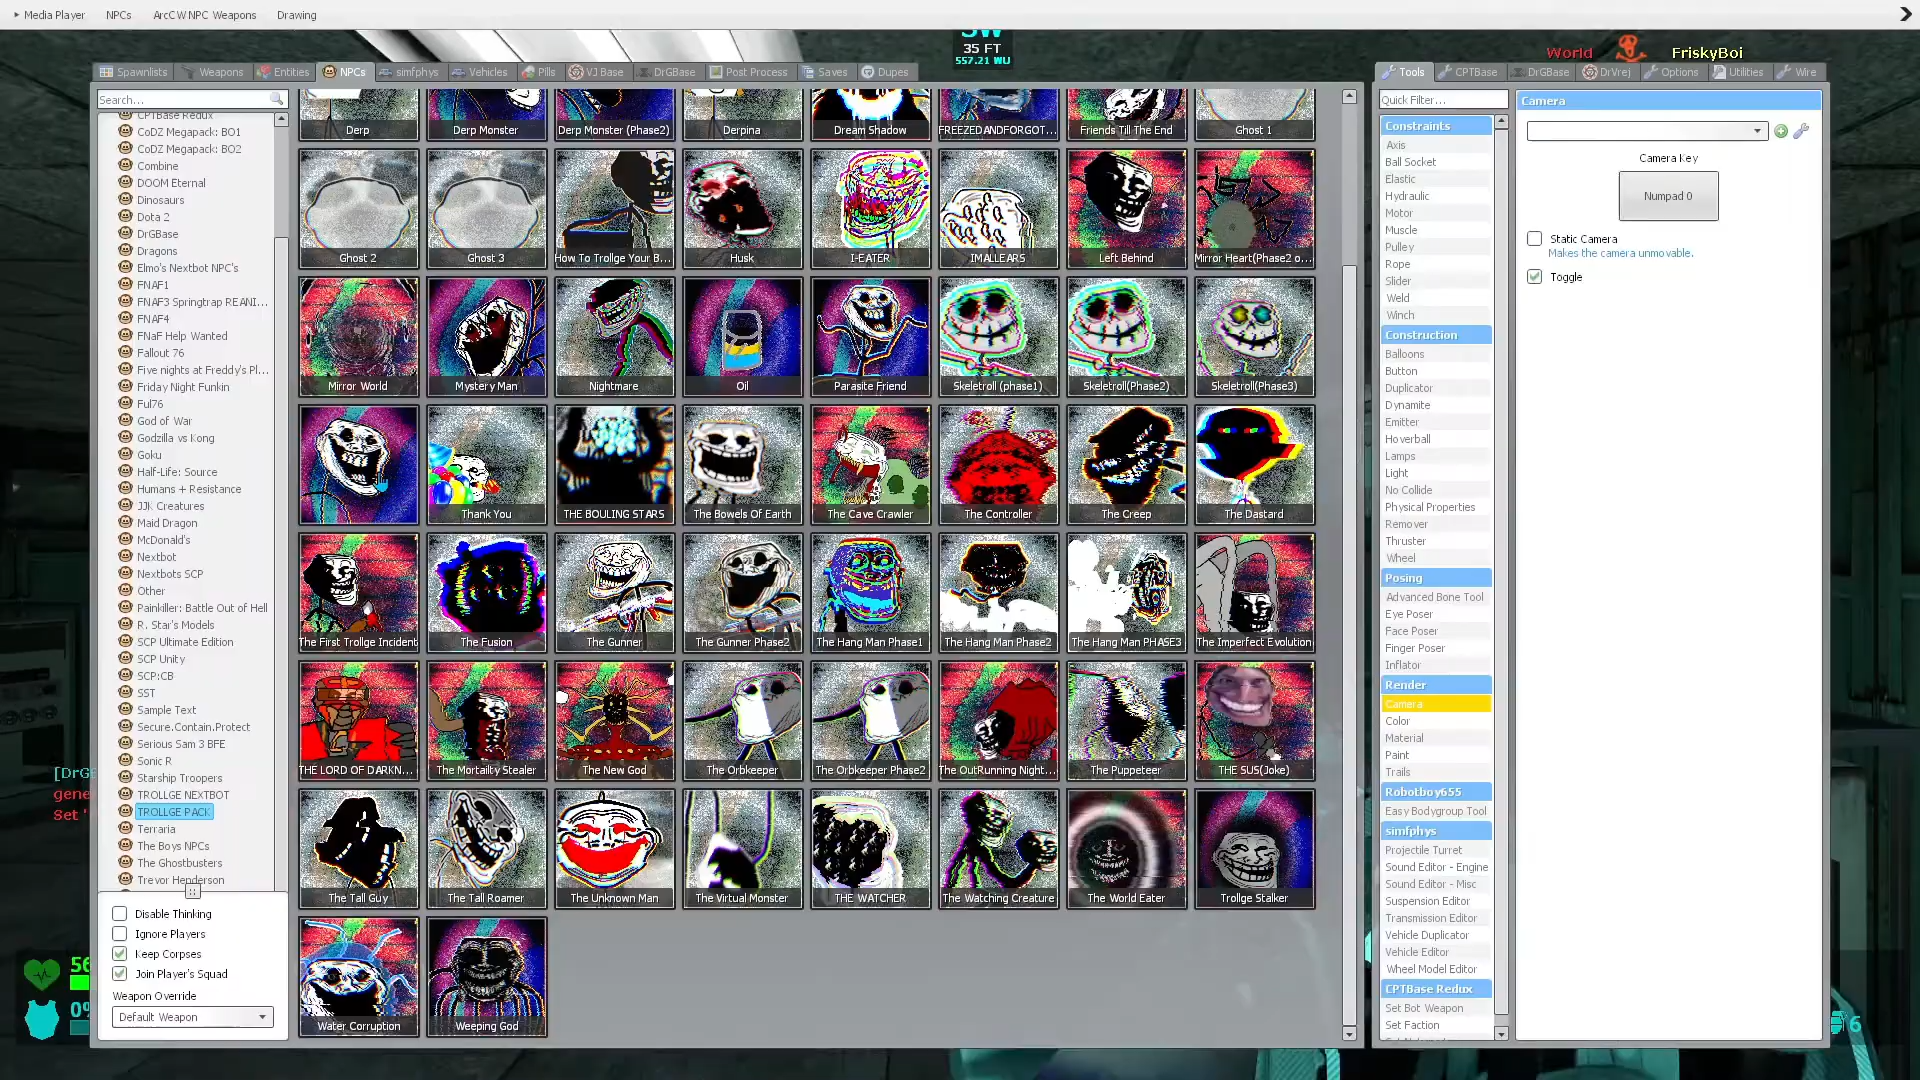 Media Player NPCs ArcCW NPC Weapons Drawing
SW
35 FT
557.21 WU
World FriskyBoi
Spawnlists Weapons Entities NPCs simfphys Vehicles Pills VJ Base DrGBase Post Process Saves Dupes
Search...
CPTBase Redux
CoDZ Megapack: BO1
CoDZ Megapack: BO2
Combine
DOOM Eternal
Dinosaurs
Dota 2
DrGBase
Dragons
Elmo's Nextbot NPC's
FNAF1
FNAF3 Springtrap REANI...
FNAF4
FNaF Help Wanted
Fallout 76
Five nights at Freddy's Pl...
Friday Night Funkin
Ful76
God of War
Godzilla vs Kong
Goku
Half-Life: Source
Humans + Resistance
JJK Creatures
Maid Dragon
McDonald's
Nextbot
Nextbots SCP
Other
Painkiller: Battle Out of Hell
R. Star's Models
SCP Ultimate Edition
SCP Unity
SCP:CB
SST
Sample Text
Secure.Contain.Protect
Serious Sam 3 BFE
Sonic R
Starship Troopers
TROLLGE NEXTBOT
TROLLGE PACK
Terraria
The Boys NPCs
The Ghostbusters
Trevor Henderson
Disable Thinking
Ignore Players
Keep Corpses
Join Player's Squad
Weapon Override
Default Weapon
Derp Derp Monster Derp Monster (Phase2) Derpina Dream Shadow FREEZEDANDFORGOT... Friends Till The End Ghost 1
Ghost 2 Ghost 3 How To Trollge Your B... Husk I-EATER IMALLEARS Left Behind Mirror Heart(Phase2 o...
Mirror World Mystery Man Nightmare Oil Parasite Friend Skeletroll (phase1) Skeletroll(Phase2) Skeletroll(Phase3)
Thank You THE BOULING STARS The Bowels Of Earth The Cave Crawler The Controller The Creep The Dastard
The First Trollge Incident The Fusion The Gunner The Gunner Phase2 The Hang Man Phase1 The Hang Man Phase2 The Hang Man PHASE3 The Imperfect Evolution
THE LORD OF DARKN... The Mortailty Stealer The New God The Orbkeeper The Orbkeeper Phase2 The OutRunning Night... The Puppeteer THE SUS(Joke)
The Tall Guy The Tall Roamer The Unknown Man The Virtual Monster THE WATCHER The Watching Creature The World Eater Trollge Stalker
Water Corruption Weeping God
Tools CPTBase DrGBase DrVrej Options Utilities Wire
Quick Filter...
Constraints
Axis
Ball Socket
Elastic
Hydraulic
Motor
Muscle
Pulley
Rope
Slider
Weld
Winch
Construction
Balloons
Button
Duplicator
Dynamite
Emitter
Hoverball
Lamps
Light
No Collide
Physical Properties
Remover
Thruster
Wheel
Posing
Advanced Bone Tool
Eye Poser
Face Poser
Finger Poser
Inflator
Render
Camera
Color
Material
Paint
Trails
Robotboy655
Easy Bodygroup Tool
simfphys
Projectile Turret
Sound Editor - Engine
Sound Editor - Misc
Suspension Editor
Transmission Editor
Vehicle Duplicator
Vehicle Editor
Wheel Model Editor
CPTBase Redux
Set Bot Weapon
Set Faction
Camera
Camera Key
Numpad 0
Static Camera
Makes the camera unmovable.
Toggle
[DrG
gene
Set '
56
0%
6